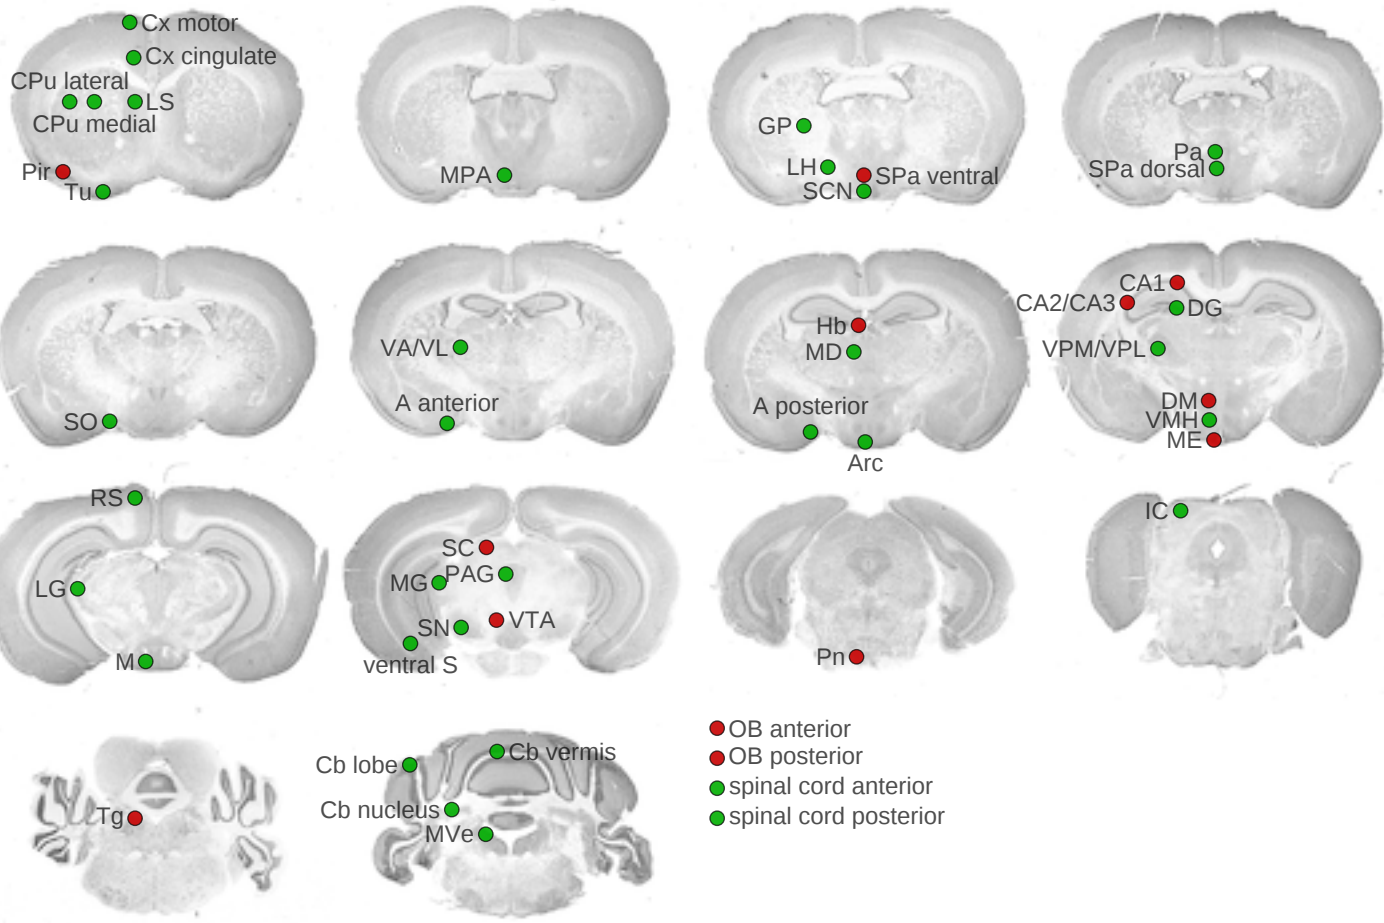 Cx motor
Cx cingulate
CPu lateral
LS
CPu medial
Pir
Tu
MPA
GP
LH
SPa ventral
SCN
Pa
SPa dorsal
SO
VA/VL
A anterior
Hb
MD
A posterior
Arc
CA1
CA2/CA3
DG
VPM/VPL
DM
VMH
ME
RS
LG
M
SC
MG
PAG
SN
VTA
ventral S
Pn
IC
Tg
Cb lobe
Cb vermis
Cb nucleus
MVe
OB anterior
OB posterior
spinal cord anterior
spinal cord posterior